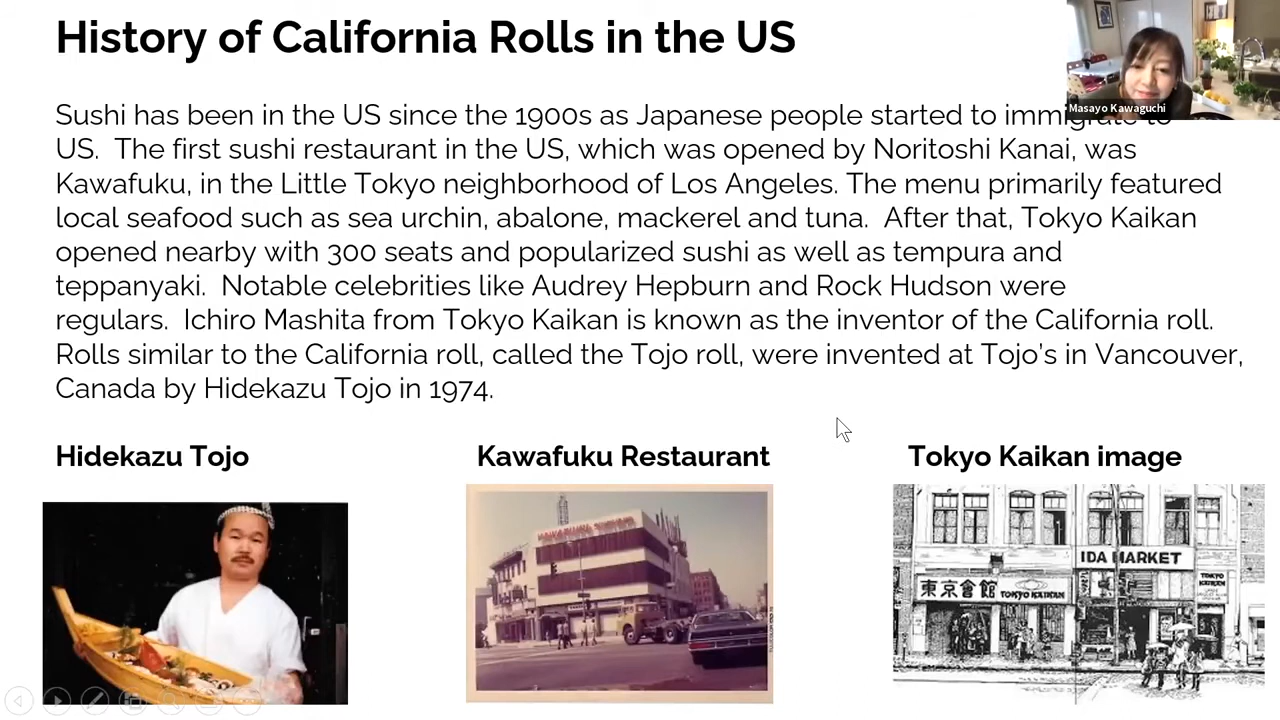 History of California Rolls in the US
Masayo Kawaguchi
Sushi has been in the US since the 1900s as Japanese people started to immigrate to
US.  The first sushi restaurant in the US, which was opened by Noritoshi Kanai, was
Kawafuku, in the Little Tokyo neighborhood of Los Angeles. The menu primarily featured
local seafood such as sea urchin, abalone, mackerel and tuna.  After that, Tokyo Kaikan
opened nearby with 300 seats and popularized sushi as well as tempura and
teppanyaki.  Notable celebrities like Audrey Hepburn and Rock Hudson were
regulars.  Ichiro Mashita from Tokyo Kaikan is known as the inventor of the California roll.
Rolls similar to the California roll, called the Tojo roll, were invented at Tojo’s in Vancouver,
Canada by Hidekazu Tojo in 1974.
Hidekazu Tojo
Kawafuku Restaurant
Tokyo Kaikan image
IDA MARKET
東京會館
TOKYO KAIKAN
TOKYO
KAIKAN